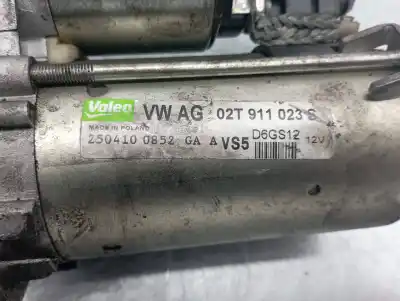 Valeo VW AG 02T 911 023 S
MADE IN POLAND D6GS12
250410 0852 GA A VS5 12V